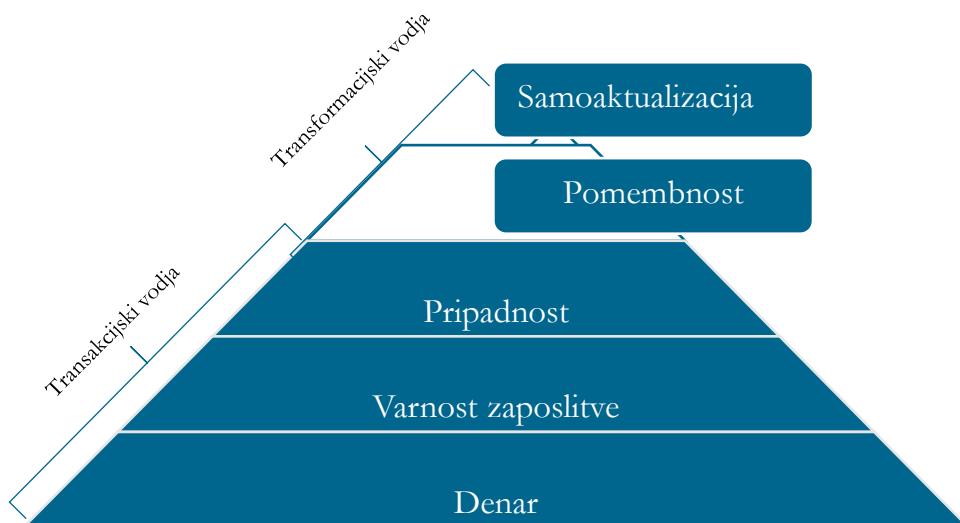 Transformacijski vodja
Samoaktualizacija
Pomembnost
Transakcijski vodja
Pripadnost
Varnost zaposlitve
Denar